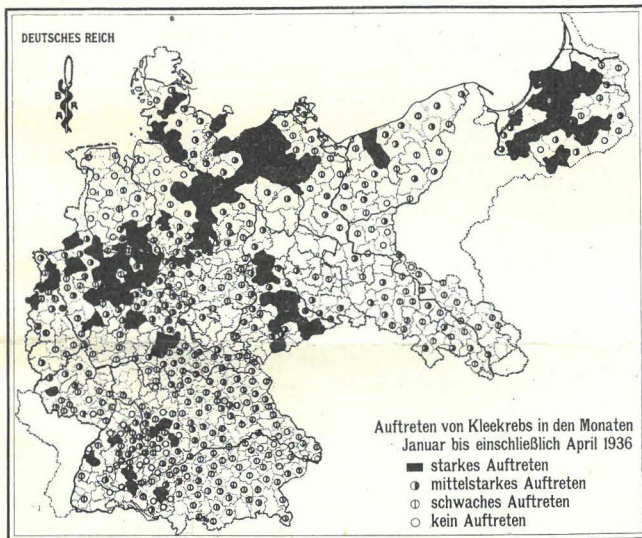 DEUTSCHES REICH
B
R
A
Auftreten von Kleekrebs in den Monaten
Januar bis einschließlich April 1936
starkes Auftreten
mittelstarkes Auftreten
schwaches Auftreten
kein Auftreten